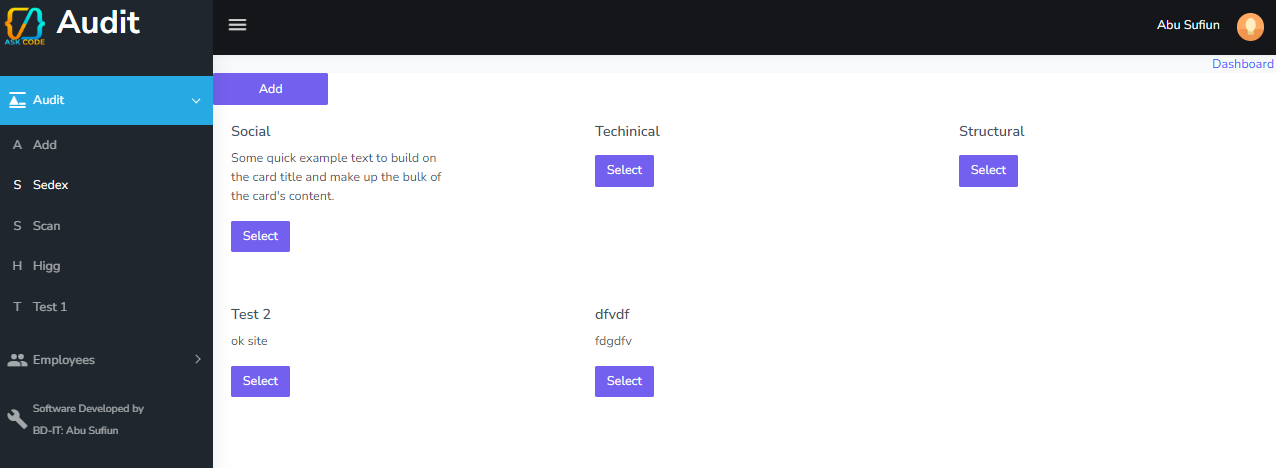 ASK CODE
Audit
Abu Sufiun
Dashboard
Audit
A Add
S Sedex
S Scan
H Higg
T Test 1
Employees
Software Developed by
BD-IT: Abu Sufiun
Add
Social
Some quick example text to build on
the card title and make up the bulk of
the card's content.
Select
Techinical
Select
Structural
Select
Test 2
ok site
Select
dfvdf
fdgdfv
Select